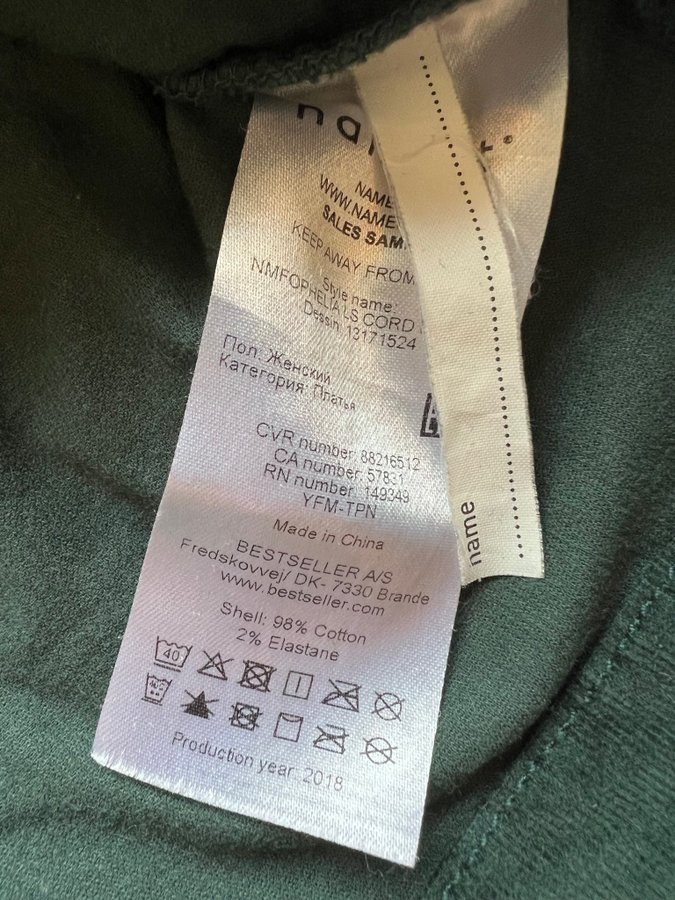 NAME
WWW.NAME
SALES SAM
KEEP AWAY FROM
Style name:
NMFOPHELIA LS CORD
Dessin: 13171524
Пол: Женский
Категория: Платья
CVR number: 88216512
CA number: 57831
RN number: 149349
YFM-TPN
Made in China
BESTSELLER A/S
Fredskovvej/ DK- 7330 Brande
www.bestseller.com
Shell: 98% Cotton
2% Elastane
40
Production year: 2018
name